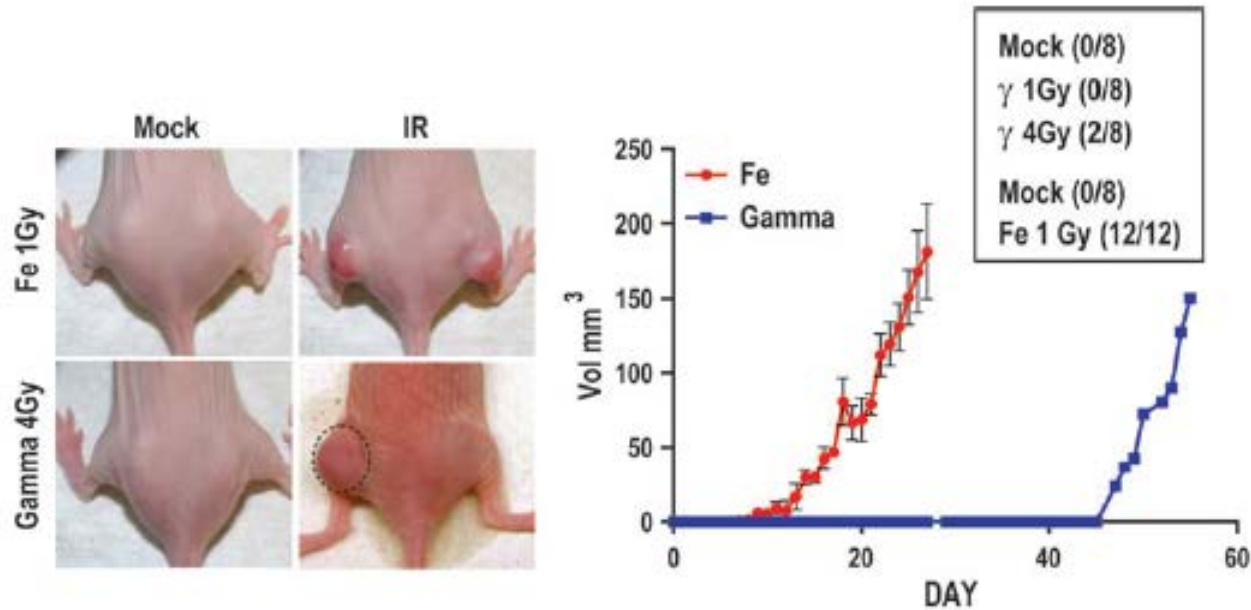 Mock
IR
Fe 1Gy
Gamma 4Gy
Vol mm³
250
200
150
100
50
0
Fe
Gamma
Mock (0/8)
γ 1Gy (0/8)
γ 4Gy (2/8)
Mock (0/8)
Fe 1 Gy (12/12)
0
20
40
60
DAY